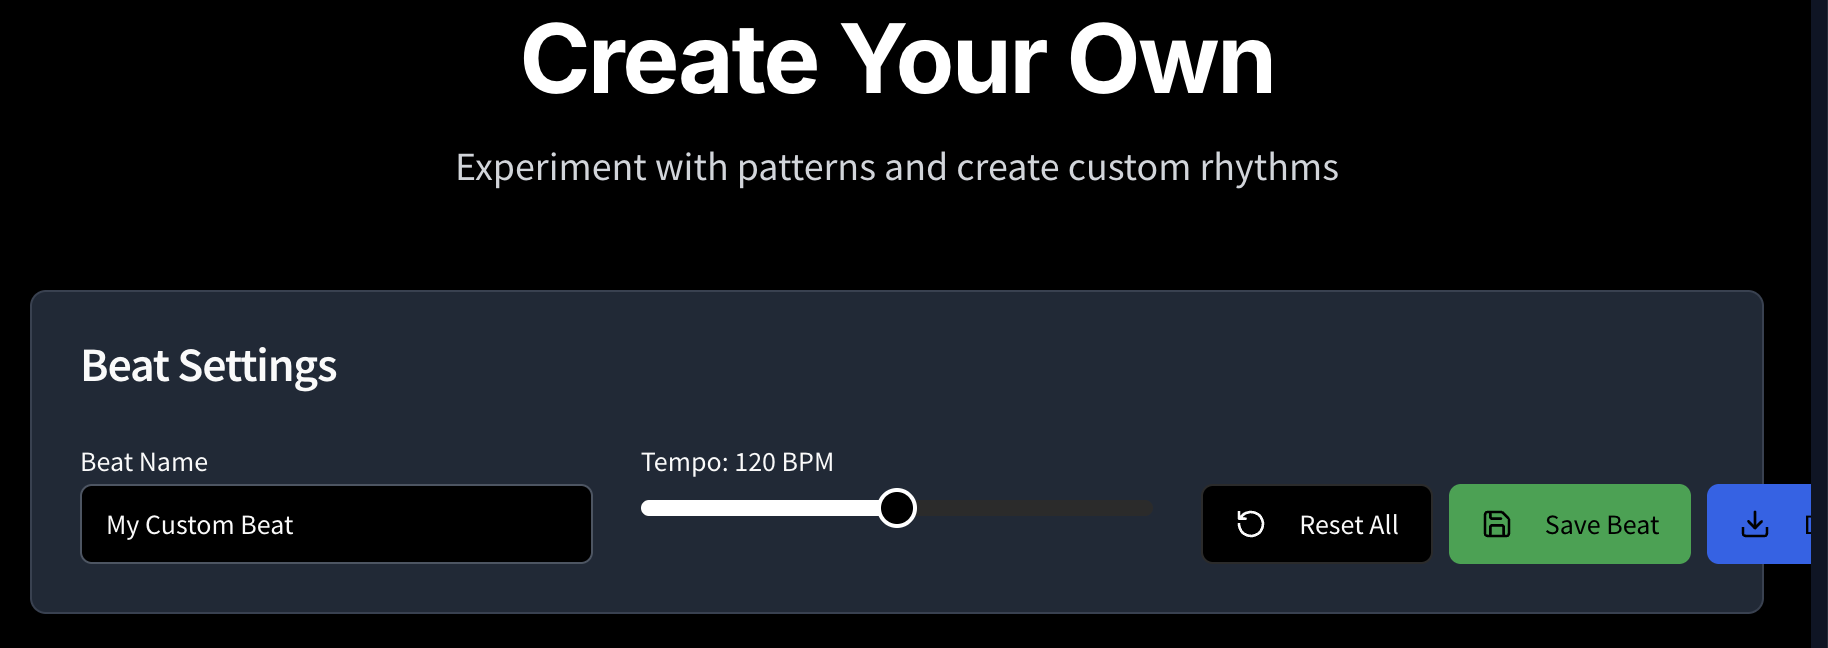 Create Your Own
Experiment with patterns and create custom rhythms
Beat Settings
Beat Name
Tempo: 120 BPM
My Custom Beat
Reset All
Save Beat